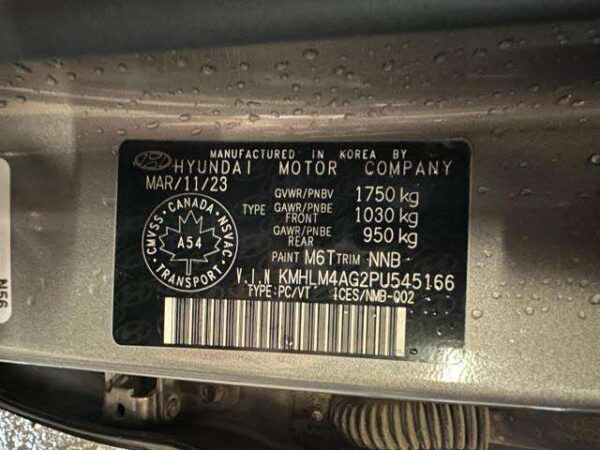 MANUFACTURED IN KOREA BY
HYUNDAI MOTOR COMPANY
MAR/11/23
GVWR/PNBV 1750 kg
TYPE GAWR/PNBE FRONT 1030 kg
GAWR/PNBE REAR 950 kg
PAINT M6T TRIM NNB
V.I.N KMHLM4AG2PU545166
TYPE:PC/VT ICES/NMB-002
CMVSS · CANADA · NSVAC · TRANSPORT ·
A54
N56